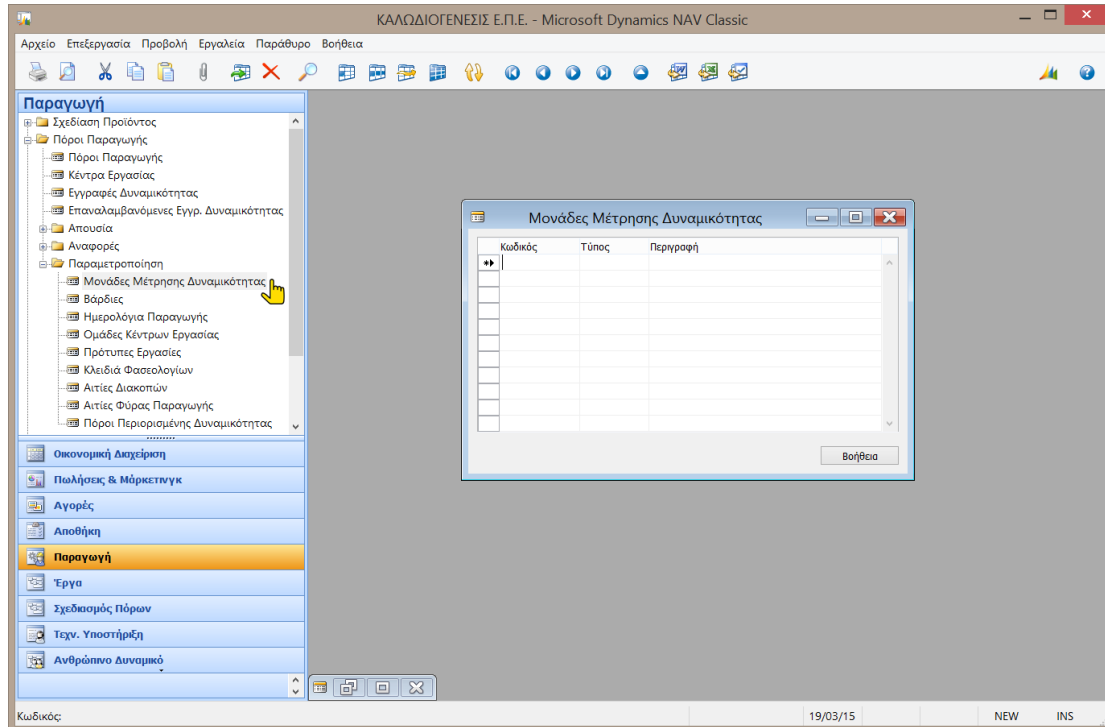 ΚΑΛΩΔΙΟΓΕΝΕΣΙΣ Ε.Π.Ε. - Microsoft Dynamics NAV Classic
Αρχείο Επεξεργασία Προβολή Εργαλεία Παράθυρο Βοήθεια
Παραγωγή
Σχεδίαση Προϊόντος
Πόροι Παραγωγής
Πόροι Παραγωγής
Κέντρα Εργασίας
Εγγραφές Δυναμικότητας
Επαναλαμβανόμενες Εγγρ. Δυναμικότητας
Απουσία
Αναφορές
Παραμετροποίηση
Μονάδες Μέτρησης Δυναμικότητας
Βάρδιες
Ημερολόγια Παραγωγής
Ομάδες Κέντρων Εργασίας
Πρότυπες Εργασίες
Κλειδιά Φασεολογίων
Αιτίες Διακοπών
Αιτίες Φύρας Παραγωγής
Πόροι Περιορισμένης Δυναμικότητας
Οικονομική Διαχείριση
Πωλήσεις & Μάρκετινγκ
Αγορές
Αποθήκη
Παραγωγή
Έργα
Σχεδιασμός Πόρων
Τεχν. Υποστήριξη
Ανθρώπινο Δυναμικό
Μονάδες Μέτρησης Δυναμικότητας
Κωδικός Τύπος Περιγραφή
Βοήθεια
Κωδικός: 19/03/15 NEW INS